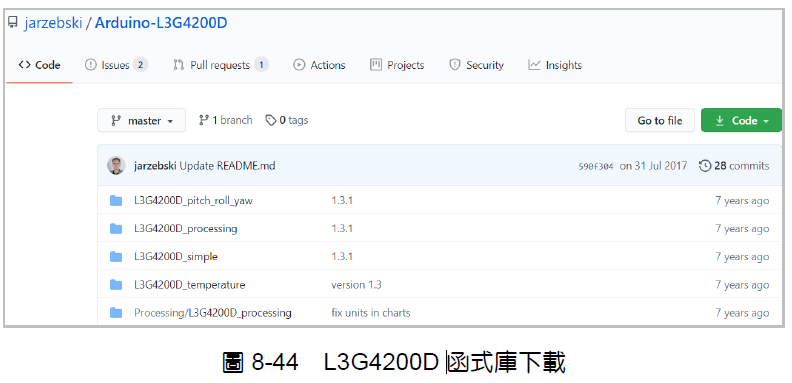 jarzebski / Arduino-L3G4200D
Code Issues 2 Pull requests 1 Actions Projects Security Insights
master 1 branch 0 tags Go to file Code
jarzebski Update README.md 590f304 on 31 Jul 2017 28 commits
L3G4200D_pitch_roll_yaw 1.3.1 7 years ago
L3G4200D_processing 1.3.1 7 years ago
L3G4200D_simple 1.3.1 7 years ago
L3G4200D_temperature version 1.3 7 years ago
Processing/L3G4200D_processing fix units in charts 7 years ago
圖 8-44 L3G4200D 函式庫下載